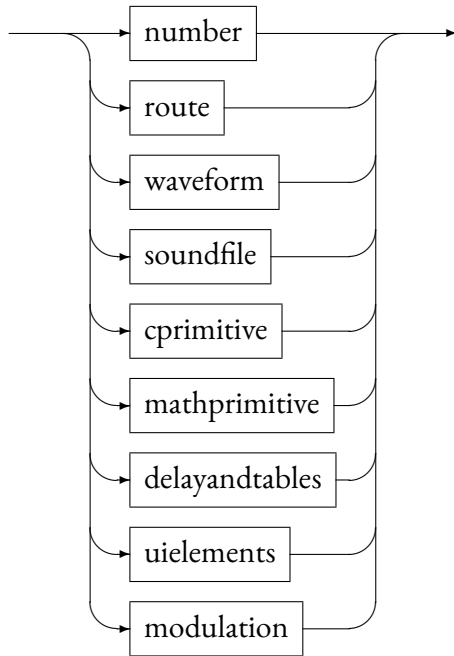 number
route
waveform
soundfile
cprimitive
mathprimitive
delayandtables
uielements
modulation